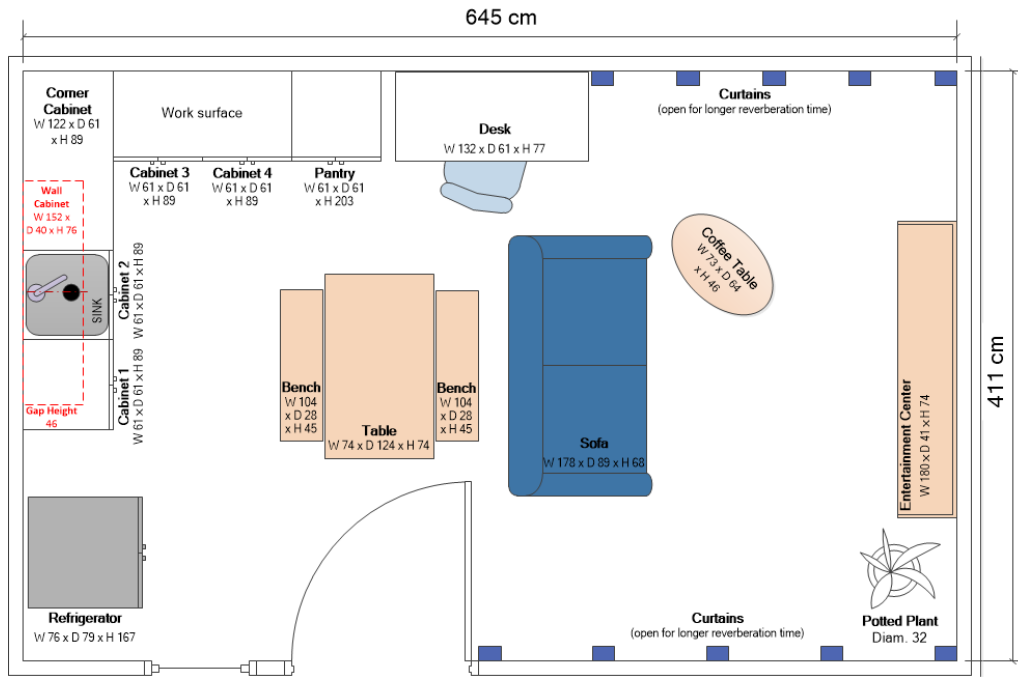 645 cm
Corner
Cabinet
W 122 x D 61
x H 89
Work surface
Desk
W 132 x D 61 x H 77
Curtains
(open for longer reverberation time)
Cabinet 3
W 61 x D 61
x H 89
Cabinet 4
W 61 x D 61
x H 89
Pantry
W 61 x D 61
x H 203
Wall
Cabinet
W 152 x
D 40 x H 76
SINK
Cabinet 2
W 61 x D 61 x H 89
Coffee Table
W 73 x D 64
x H 46
411 cm
Cabinet 1
W 61 x D 61 x H 89
Gap Height
46
Bench
W 104
x D 28
x H 45
Table
W 74 x D 124 x H 74
Bench
W 104
x D 28
x H 45
Sofa
W 178 x D 89 x H 68
Entertainment Center
W 180 x D 41 x H 74
Refrigerator
W 76 x D 79 x H 167
Curtains
(open for longer reverberation time)
Potted Plant
Diam. 32